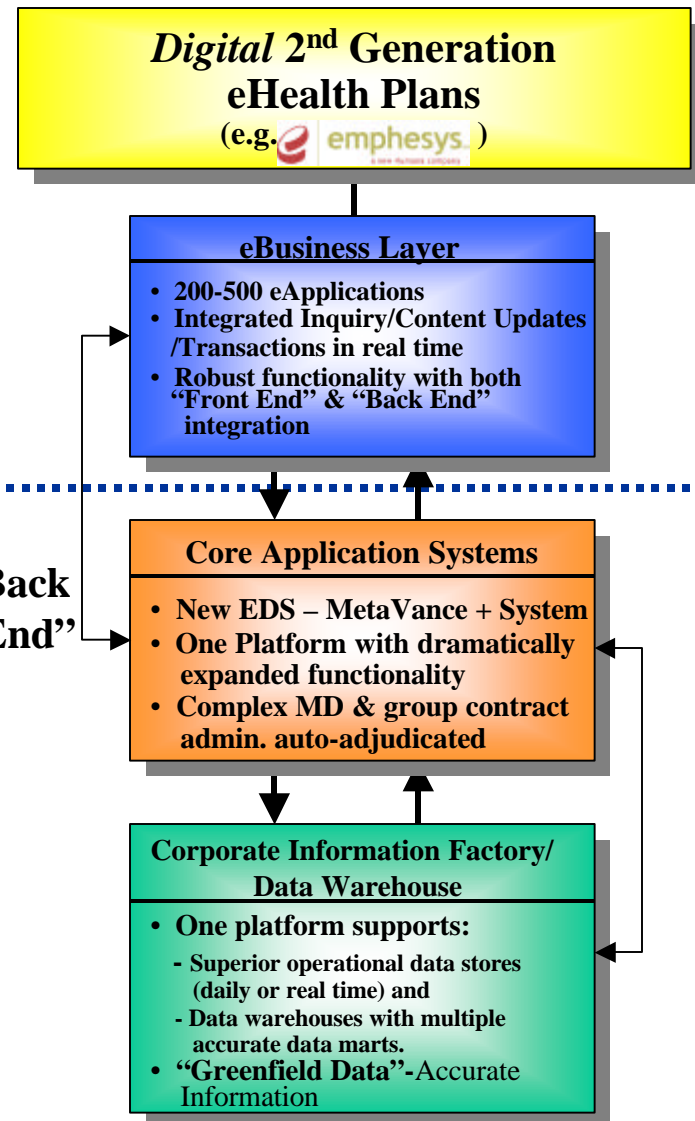 Digital 2nd Generation
eHealth Plans
(e.g. emphesys. )
a new Humana company
eBusiness Layer
• 200-500 eApplications
• Integrated Inquiry/Content Updates
/Transactions in real time
• Robust functionality with both
“Front End” & “Back End”
integration
Back
End”
Core Application Systems
• New EDS – MetaVance + System
• One Platform with dramatically
expanded functionality
• Complex MD & group contract
admin. auto-adjudicated
Corporate Information Factory/
Data Warehouse
• One platform supports:
- Superior operational data stores
(daily or real time) and
- Data warehouses with multiple
accurate data marts.
• “Greenfield Data”-Accurate
Information